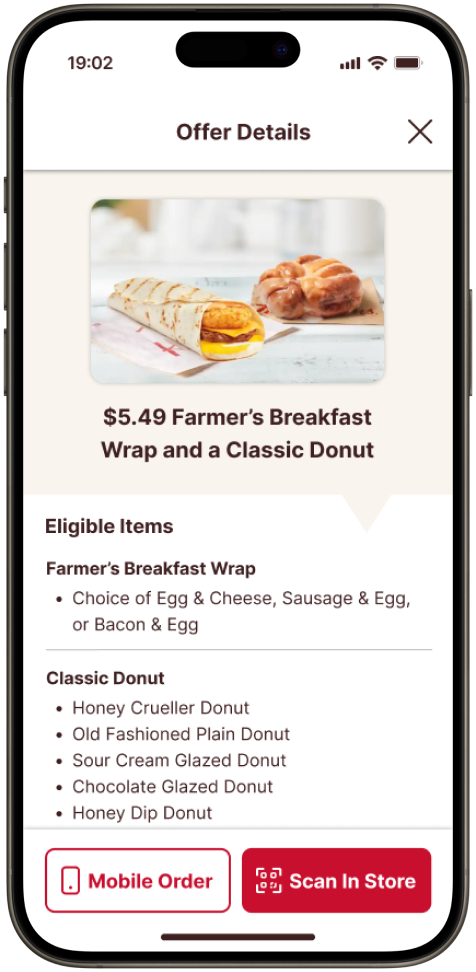 19:02
Offer Details
$5.49 Farmer’s Breakfast
Wrap and a Classic Donut
Eligible Items
Farmer’s Breakfast Wrap
• Choice of Egg & Cheese, Sausage & Egg,
or Bacon & Egg
Classic Donut
• Honey Crueller Donut
• Old Fashioned Plain Donut
• Sour Cream Glazed Donut
• Chocolate Glazed Donut
• Honey Dip Donut
Mobile Order
Scan In Store